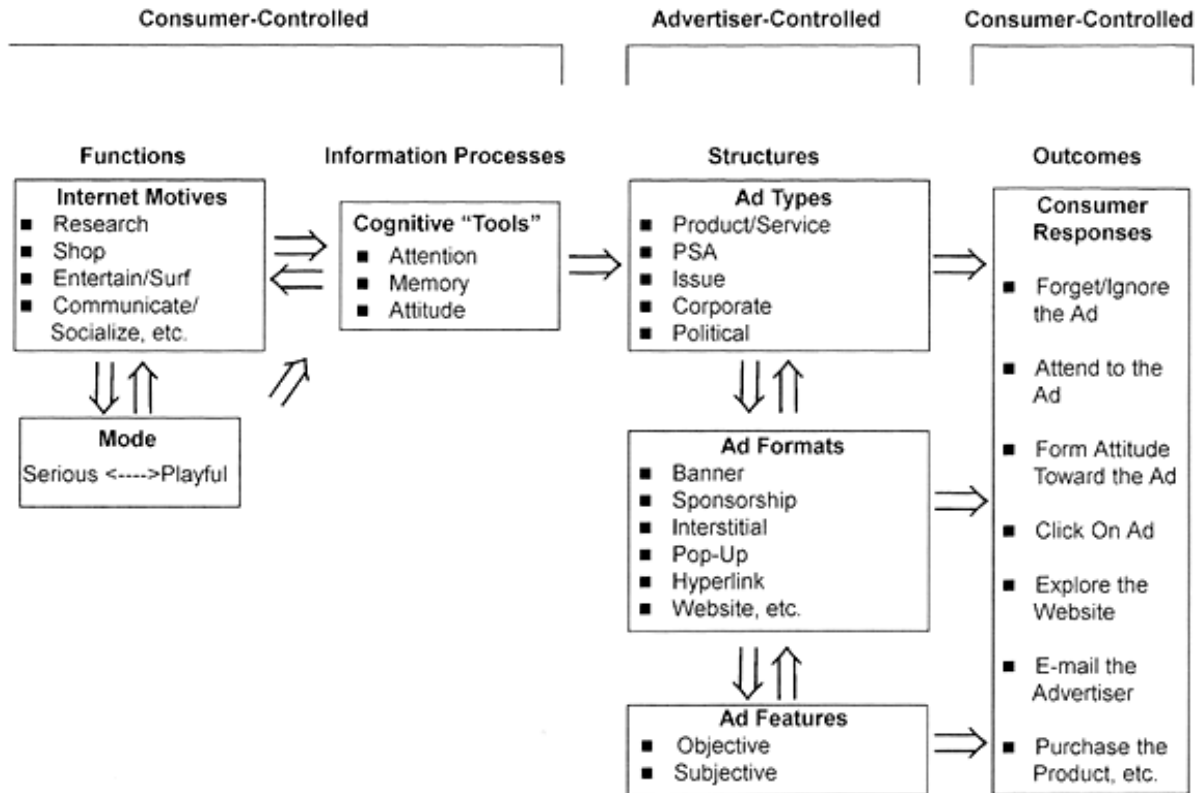 Consumer-Controlled
Advertiser-Controlled
Consumer-Controlled
Functions
Information Processes
Structures
Outcomes
Internet Motives
■ Research
■ Shop
■ Entertain/Surf
■ Communicate/
Socialize, etc.
Mode
Serious <---->Playful
Cognitive “Tools”
■ Attention
■ Memory
■ Attitude
Ad Types
■ Product/Service
■ PSA
■ Issue
■ Corporate
■ Political
Ad Formats
■ Banner
■ Sponsorship
■ Interstitial
■ Pop-Up
■ Hyperlink
■ Website, etc.
Ad Features
■ Objective
■ Subjective
Consumer
Responses
■ Forget/Ignore
the Ad
■ Attend to the
Ad
■ Form Attitude
Toward the Ad
■ Click On Ad
■ Explore the
Website
■ E-mail the
Advertiser
■ Purchase the
Product, etc.